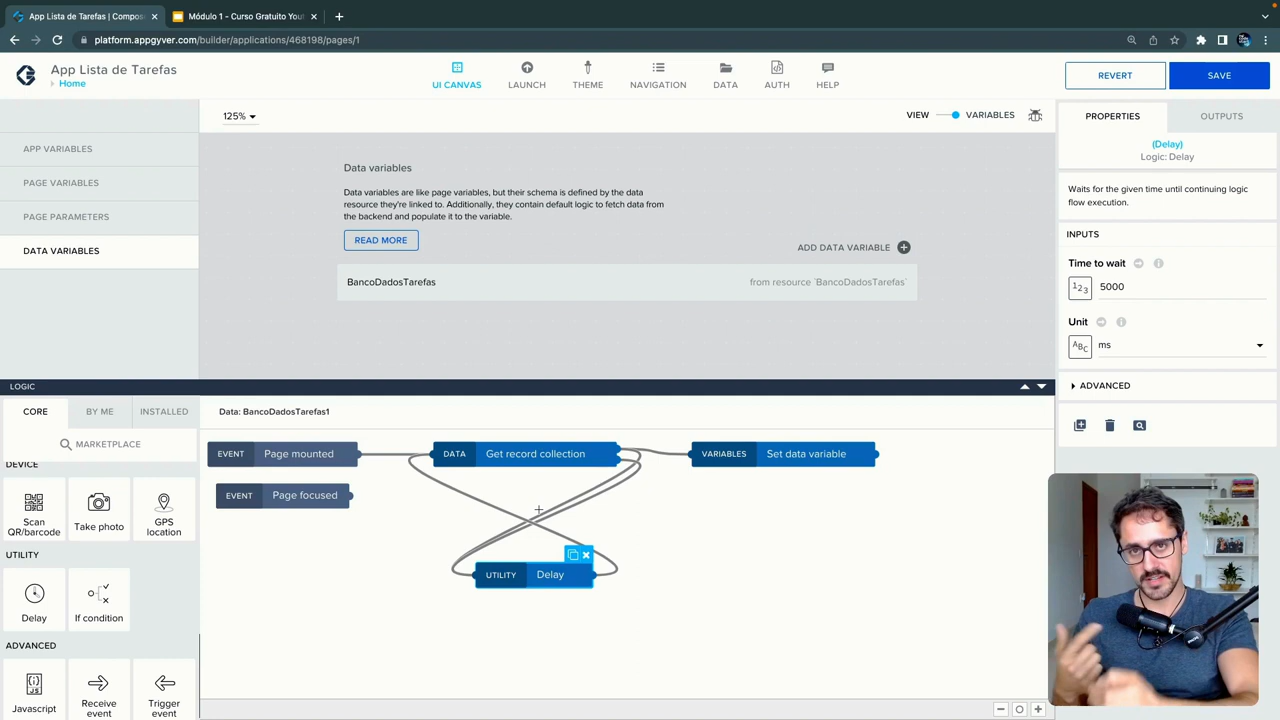 App Lista de Tarefas | Compos
Módulo 1 - Curso Gratuito Yout
platform.appgyver.com/builder/applications/468198/pages/1
App Lista de Tarefas
Home
UI CANVAS
LAUNCH
THEME
NAVIGATION
DATA
AUTH
HELP
REVERT
SAVE
125%
VIEW
VARIABLES
PROPERTIES
OUTPUTS
APP VARIABLES
PAGE VARIABLES
PAGE PARAMETERS
DATA VARIABLES
Data variables
Data variables are like page variables, but their schema is defined by the data
resource they're linked to. Additionally, they contain default logic to fetch data from
the backend and populate it to the variable.
READ MORE
ADD DATA VARIABLE
BancoDadosTarefas
from resource `BancoDadosTarefas`
(Delay)
Logic: Delay
Waits for the given time until continuing logic
flow execution.
INPUTS
Time to wait
123
5000
Unit
ABC
ms
ADVANCED
LOGIC
CORE
BY ME
INSTALLED
MARKETPLACE
DEVICE
Scan
QR/barcode
Take photo
GPS
location
UTILITY
Delay
If condition
ADVANCED
JS
Javascript
Receive
event
Trigger
event
Data: BancoDadosTarefas1
EVENT
Page mounted
DATA
Get record collection
VARIABLES
Set data variable
EVENT
Page focused
UTILITY
Delay